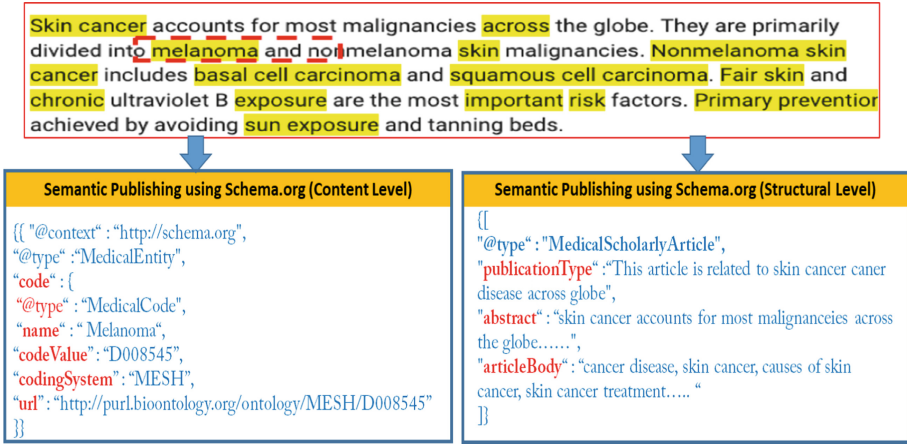 Skin cancer accounts for most malignancies across the globe. They are primarily
divided into melanoma and nonmelanoma skin malignancies. Nonmelanoma skin
cancer includes basal cell carcinoma and squamous cell carcinoma. Fair skin and
chronic ultraviolet B exposure are the most important risk factors. Primary prevention
achieved by avoiding sun exposure and tanning beds.
Semantic Publishing using Schema.org (Content Level)
{{ "@context“ : “http://schema.org",
“@type“ :“MedicalEntity",
“code“ : {
“@type“ : “MedicalCode",
“name“ : “ Melanoma“,
“codeValue“ : “D008545",
“codingSystem“ : “MESH",
“url“ : “http://purl.bioontology.org/ontology/MESH/D008545”
}}
Semantic Publishing using Schema.org (Structural Level)
{[
"@type“ : "MedicalScholarlyArticle",
"publicationType“ :“This article is related to skin cancer caner
disease across globe",
"abstract“ : “skin cancer accounts for most malignanceies across
the globe……",
"articleBody“ : “cancer disease, skin cancer, causes of skin
cancer, skin cancer treatment….. “
]}